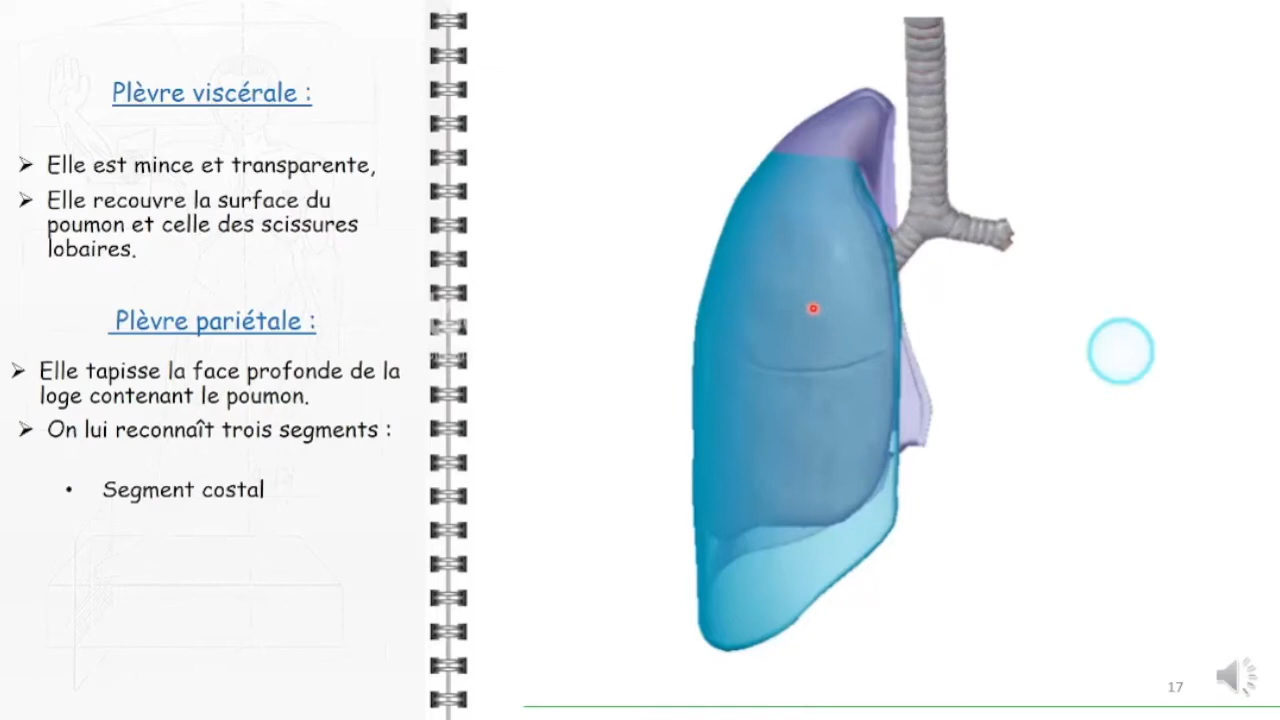 Plèvre viscérale :
➢ Elle est mince et transparente,
➢ Elle recouvre la surface du
poumon et celle des scissures
lobaires.
Plèvre pariétale :
➢ Elle tapisse la face profonde de la
loge contenant le poumon.
➢ On lui reconnaît trois segments :
• Segment costal
17